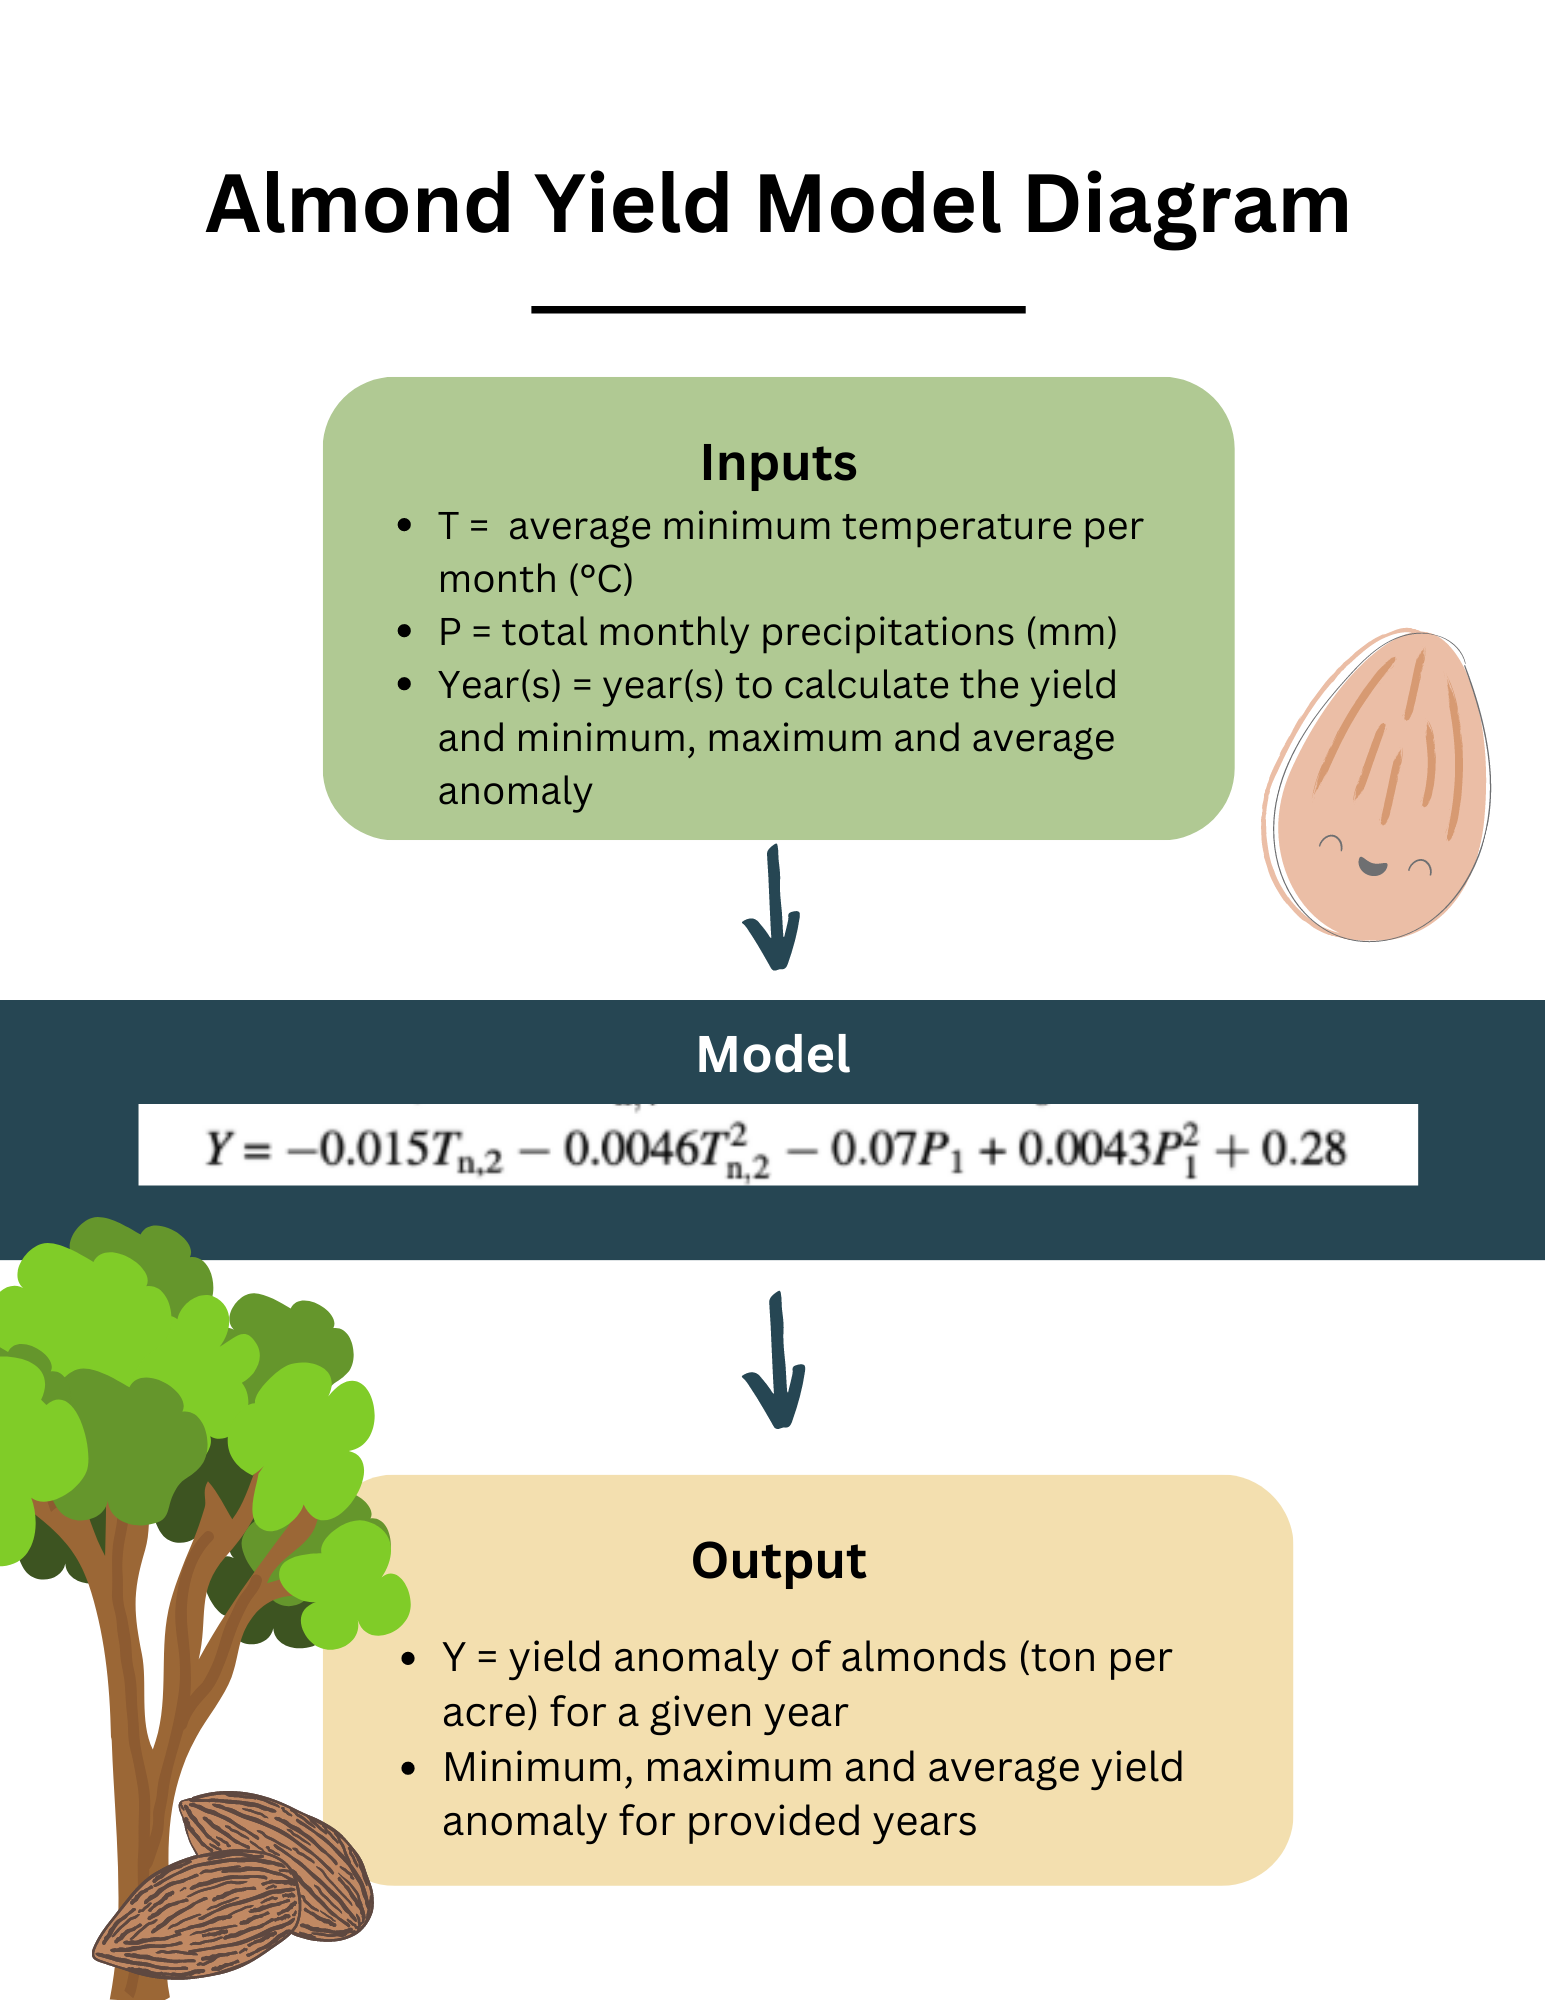 Almond Yield Model Diagram
Inputs
• T = average minimum temperature per
month (°C)
• P = total monthly precipitations (mm)
• Year(s) = year(s) to calculate the yield
and minimum, maximum and average
anomaly
Model
Y = −0.015T_{n,2} − 0.0046T_{n,2}^2 − 0.07P_1 + 0.0043P_1^2 + 0.28
Output
• Y = yield anomaly of almonds (ton per
acre) for a given year
• Minimum, maximum and average yield
anomaly for provided years